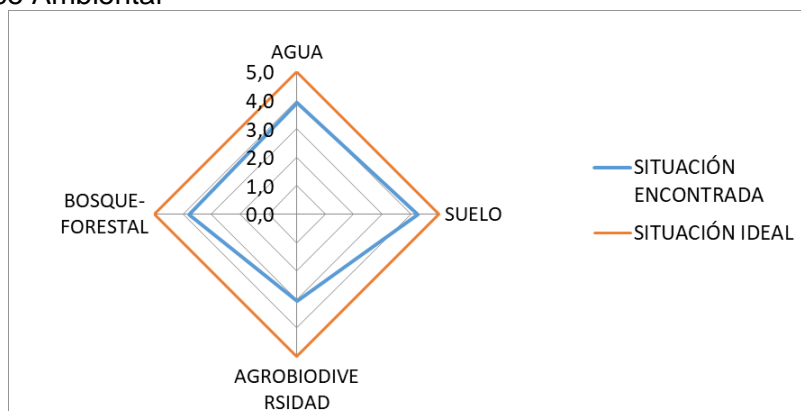 Ambiental
AGUA
5,0
4,0
3,0
2,0
1,0
0,0
BOSQUE-
FORESTAL
SUELO
AGROBIODIVE
RSIDAD
SITUACIÓN
ENCONTRADA
SITUACIÓN IDEAL